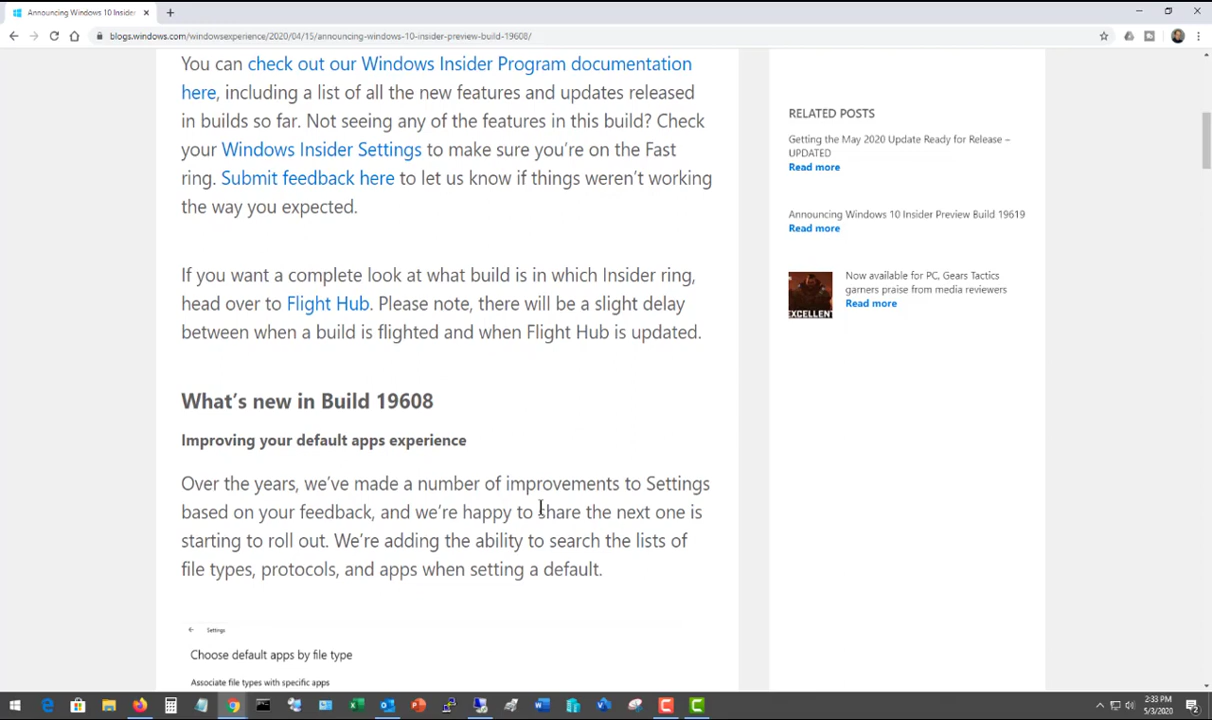 Announcing Windows 10 Insider
blogs.windows.com/windowsexperience/2020/04/15/announcing-windows-10-insider-preview-build-19608/
You can check out our Windows Insider Program documentation
here, including a list of all the new features and updates released
in builds so far. Not seeing any of the features in this build? Check
your Windows Insider Settings to make sure you're on the Fast
ring. Submit feedback here to let us know if things weren't working
the way you expected.
If you want a complete look at what build is in which Insider ring,
head over to Flight Hub. Please note, there will be a slight delay
between when a build is flighted and when Flight Hub is updated.
What's new in Build 19608
Improving your default apps experience
Over the years, we've made a number of improvements to Settings
based on your feedback, and we're happy to share the next one is
starting to roll out. We're adding the ability to search the lists of
file types, protocols, and apps when setting a default.
Settings
Choose default apps by file type
Associate file types with specific apps
RELATED POSTS
Getting the May 2020 Update Ready for Release –
UPDATED
Read more
Announcing Windows 10 Insider Preview Build 19619
Read more
EXCELLENT
Now available for PC, Gears Tactics
garners praise from media reviewers
Read more
2:33 PM
5/3/2020